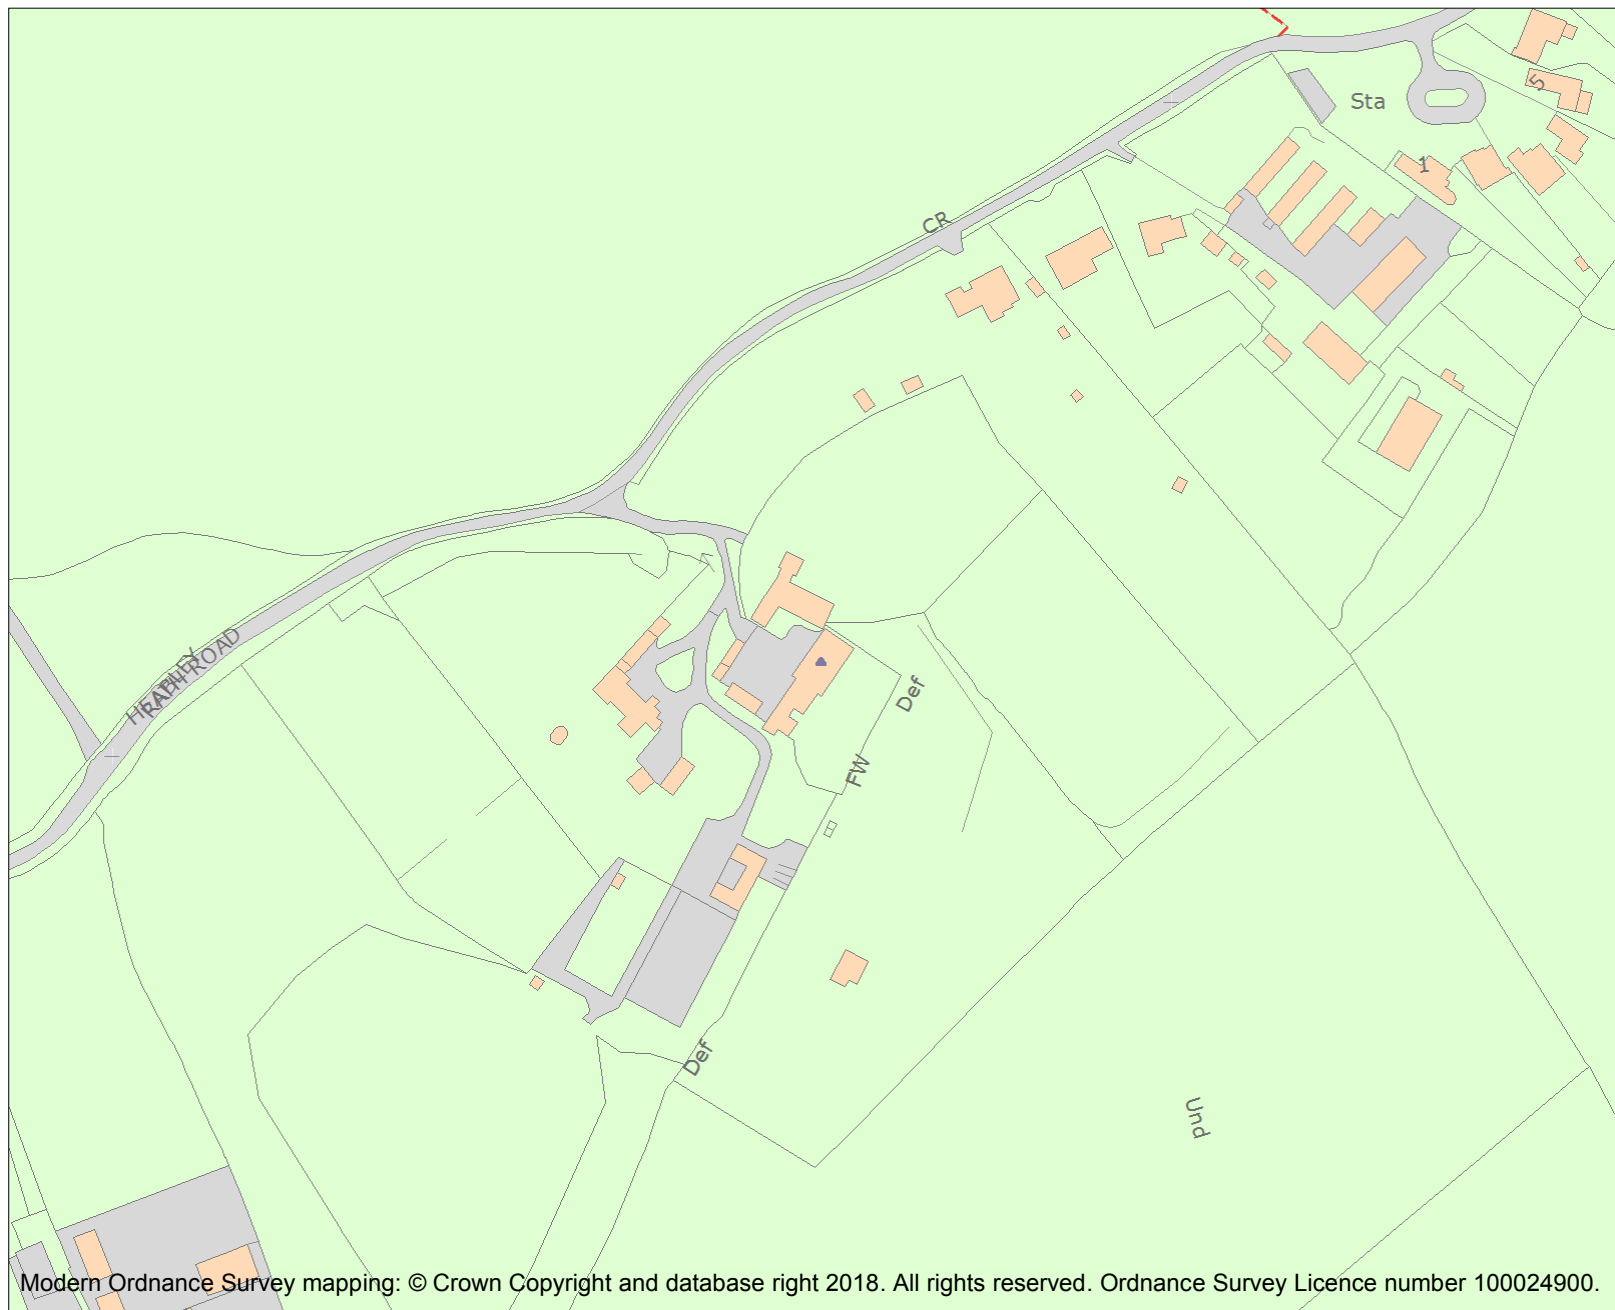 Sta
5
1
CR
ROAD
Def
FW
Def
Und
Modern Ordnance Survey mapping: © Crown Copyright and database right 2018. All rights reserved. Ordnance Survey Licence number 100024900.